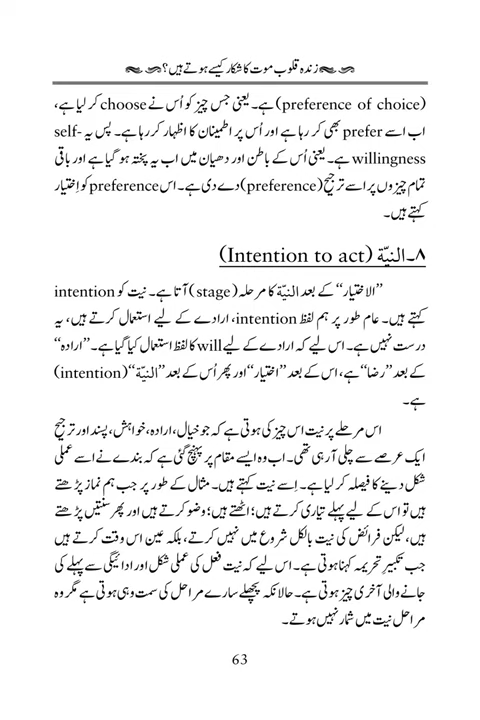 زندہ قلوب موت کا شکار کیسے ہوتے ہیں؟
(preference of choice) ہے۔ یعنی جس چیز کو اُس نے choose کر لیا ہے،
اب اسے prefer بھی کر رہا ہے اور اُس پر اطمینان کا اظہار کر رہا ہے۔ پس یہ self-
willingness ہے۔ یعنی اُس کے باطن اور دھیان میں اب یہ پختہ ہو گیا ہے اور باقی
تمام چیزوں پر اسے ترجیح (preference) دے دی ہے۔ اس preference کو اِختیار
کہتے ہیں۔
۸۔ النیّۃ (Intention to act)
’’الاختیار‘‘ کے بعد النیّۃ کا مرحلہ (stage) آتا ہے۔ نیت کو intention
کہتے ہیں۔ عام طور پر ہم لفظ intention، ارادے کے لیے استعمال کرتے ہیں، یہ
درست نہیں ہے۔ اس لیے کہ ارادے کے لیے will کا لفظ استعمال کیا گیا ہے۔ ’’ارادہ‘‘
کے بعد ’’رضا‘‘ ہے، اس کے بعد ’’اختیار‘‘ اور پھر اُس کے بعد ’’النیّۃ‘‘ (intention)
ہے۔
اس مرحلے پر نیت اس چیز کی ہوتی ہے کہ جو خیال، ارادہ، خواہش، پسند اور ترجیح
ایک عرصے سے چلی آ رہی تھی۔ اب وہ ایسے مقام پر پہنچ گئی ہے کہ بندے نے اسے عملی
شکل دینے کا فیصلہ کر لیا ہے۔ اِسے نیت کہتے ہیں۔ مثال کے طور پر جب ہم نماز پڑھتے
ہیں تو اس کے لیے پہلے تیاری کرتے ہیں؛ اٹھتے ہیں؛ وضو کرتے ہیں اور پھر سنتیں پڑھتے
ہیں، لیکن فرائض کی نیت بالکل شروع میں نہیں کرتے، بلکہ عین اس وقت کرتے ہیں
جب تکبیرِ تحریمہ کہنا ہوتی ہے۔ اس لیے کہ نیت فعل کی عملی شکل اور ادائیگی سے پہلے کی
جانے والی آخری چیز ہوتی ہے۔ حالانکہ پچھلے سارے مراحل کی سمت وہی ہوتی ہے مگر وہ
مراحل نیت میں شمار نہیں ہوتے۔
63